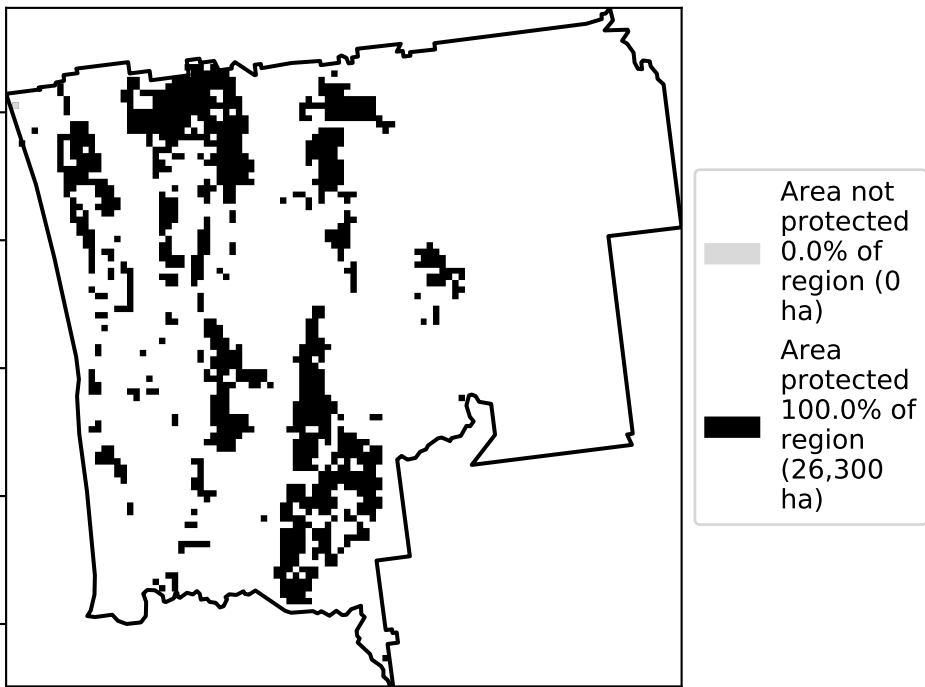 Area not
protected
0.0% of
region (0
ha)
Area
protected
100.0% of
region
(26,300
ha)